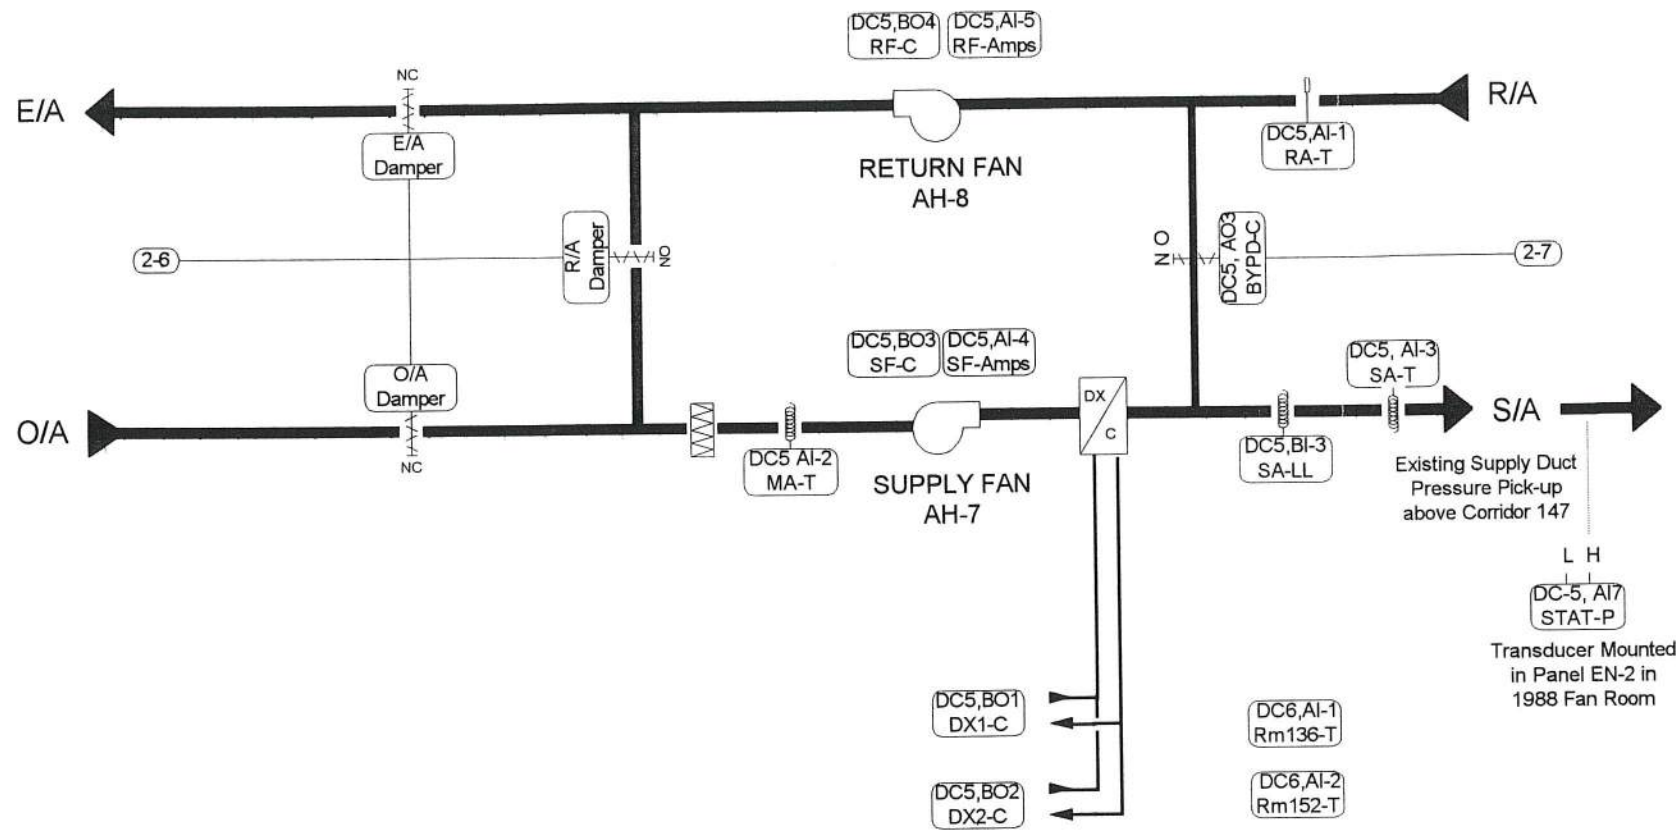 DC5,BO4
RF-C
DC5,AI-5
RF-Amps
NC
E/A
R/A
E/A
Damper
DC5,AI-1
RA-T
RETURN FAN
AH-8
R/A
Damper
NO
2-6
NO
DC5, AO3
BYPD-C
2-7
DC5,BO3
SF-C
DC5,AI-4
SF-Amps
DC5, AI-3
SA-T
O/A
Damper
DX
C
O/A
S/A
NC
DC5 AI-2
MA-T
SUPPLY FAN
AH-7
DC5,BI-3
SA-LL
Existing Supply Duct
Pressure Pick-up
above Corridor 147
L H
DC-5, AI7
STAT-P
Transducer Mounted
in Panel EN-2 in
1988 Fan Room
DC5,BO1
DX1-C
DC6,AI-1
Rm136-T
DC5,BO2
DX2-C
DC6,AI-2
Rm152-T